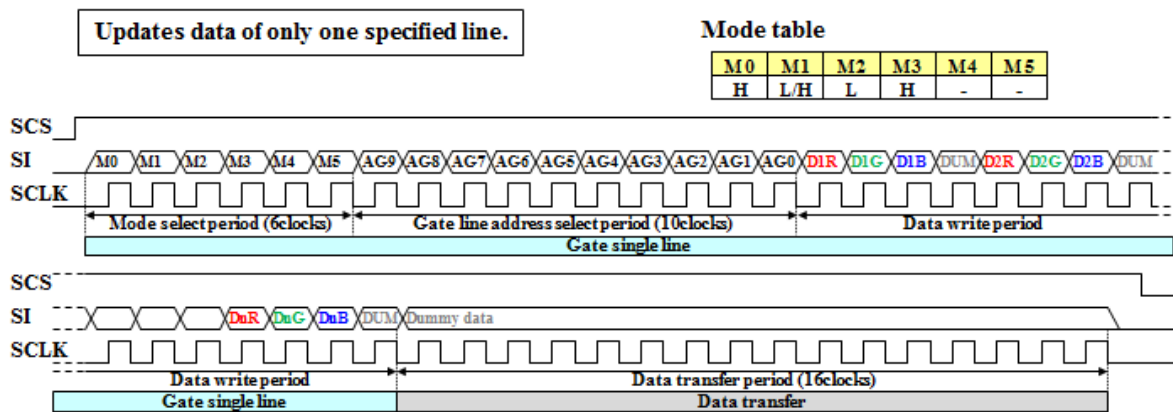 Updates data of only one specified line.
Mode table
M0 M1 M2 M3 M4 M5
H L/H L H - -
SCS
SI M0 M1 M2 M3 M4 M5 AG9 AG8 AG7 AG6 AG5 AG4 AG3 AG2 AG1 AG0 D1R D1G D1B DUM D2R D2G D2B DUM
SCLK
Mode select period (6clocks) Gate line address select period (10clocks) Data write period
Gate single line
SCS
SI DnR DnG DnB DUM Dummy data
SCLK
Data write period Data transfer period (16clocks)
Gate single line Data transfer